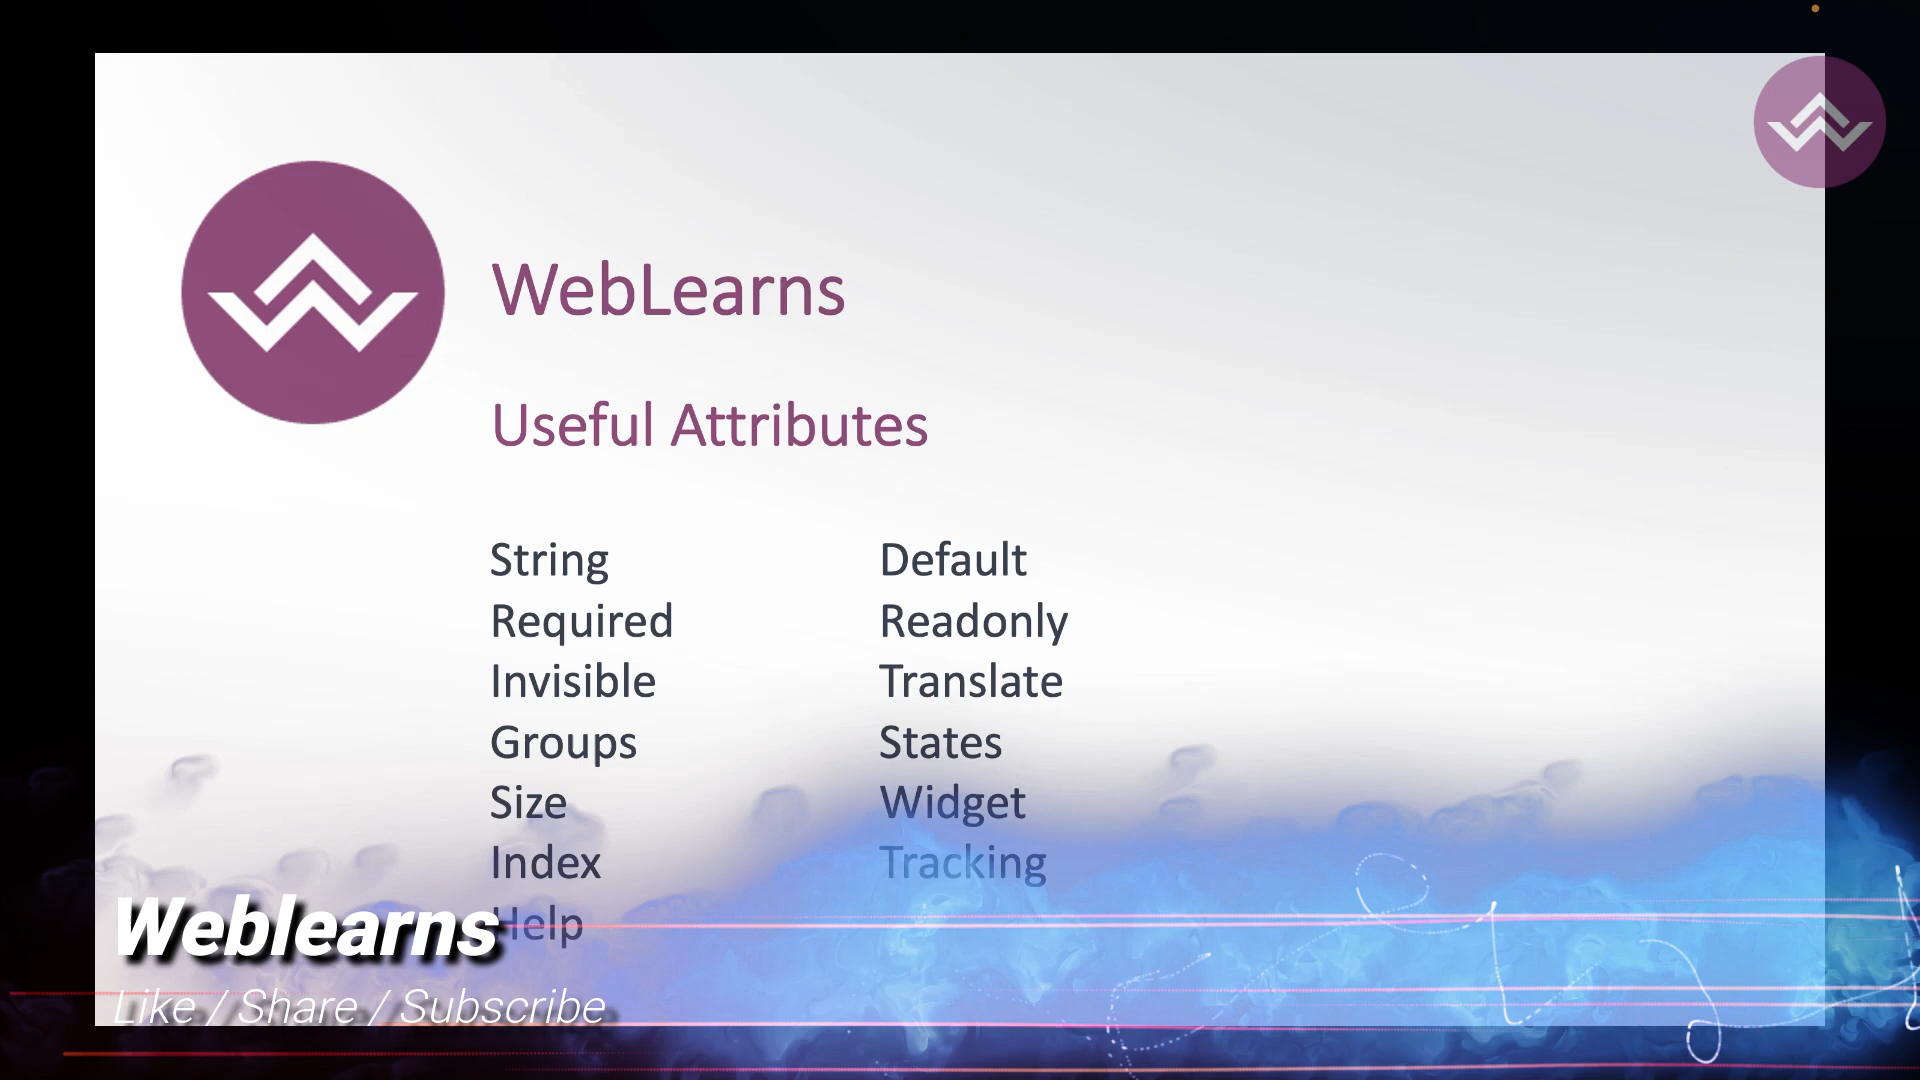 WebLearns
Useful Attributes
String
Required
Invisible
Groups
Size
Index
Help
Default
Readonly
Translate
States
Widget
Tracking
Weblearns
Like / Share / Subscribe